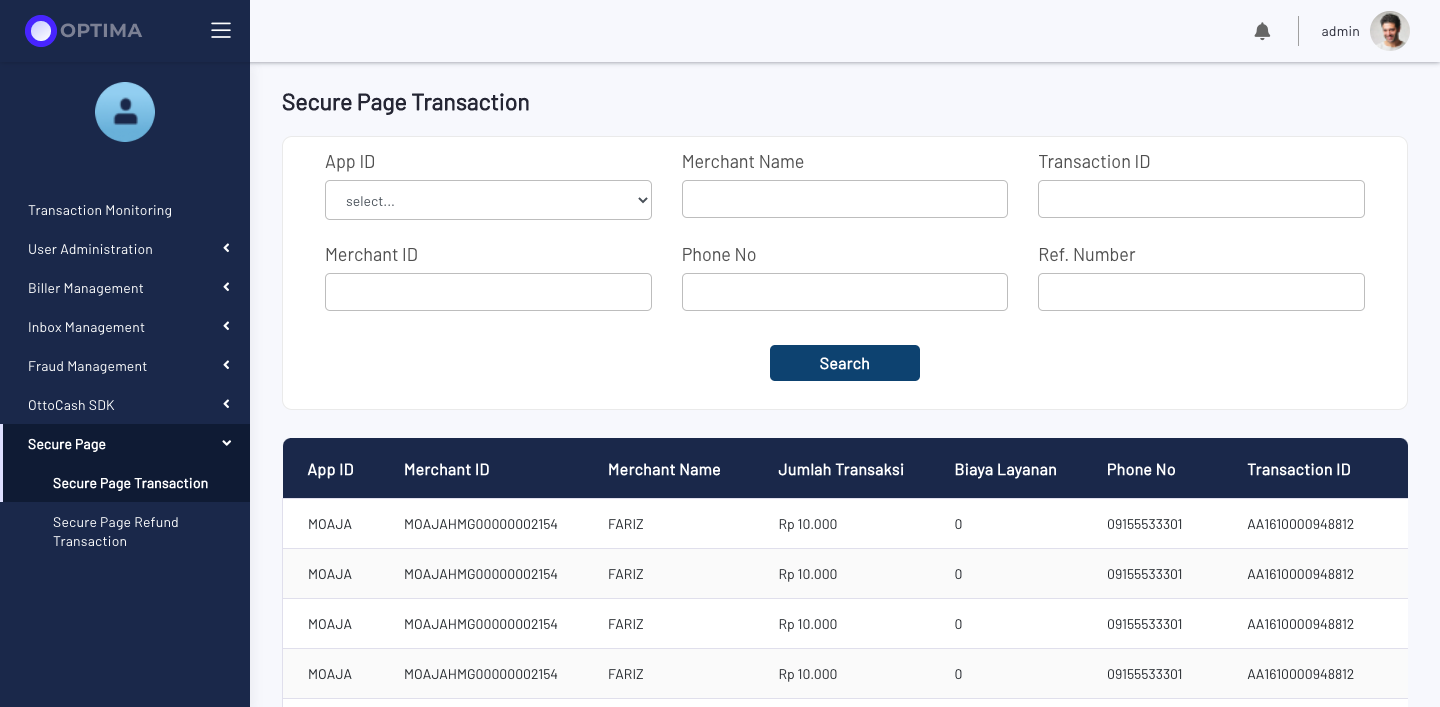 OPTIMA
admin
Transaction Monitoring
User Administration
Biller Management
Inbox Management
Fraud Management
OttoCash SDK
Secure Page
Secure Page Transaction
Secure Page Refund
Transaction
Secure Page Transaction
App ID Merchant Name Transaction ID
select...
Merchant ID Phone No Ref. Number
Search
App ID Merchant ID Merchant Name Jumlah Transaksi Biaya Layanan Phone No Transaction ID
MOAJA MOAJAHMG00000002154 FARIZ Rp 10.000 0 09155533301 AA1610000948812
MOAJA MOAJAHMG00000002154 FARIZ Rp 10.000 0 09155533301 AA1610000948812
MOAJA MOAJAHMG00000002154 FARIZ Rp 10.000 0 09155533301 AA1610000948812
MOAJA MOAJAHMG00000002154 FARIZ Rp 10.000 0 09155533301 AA1610000948812